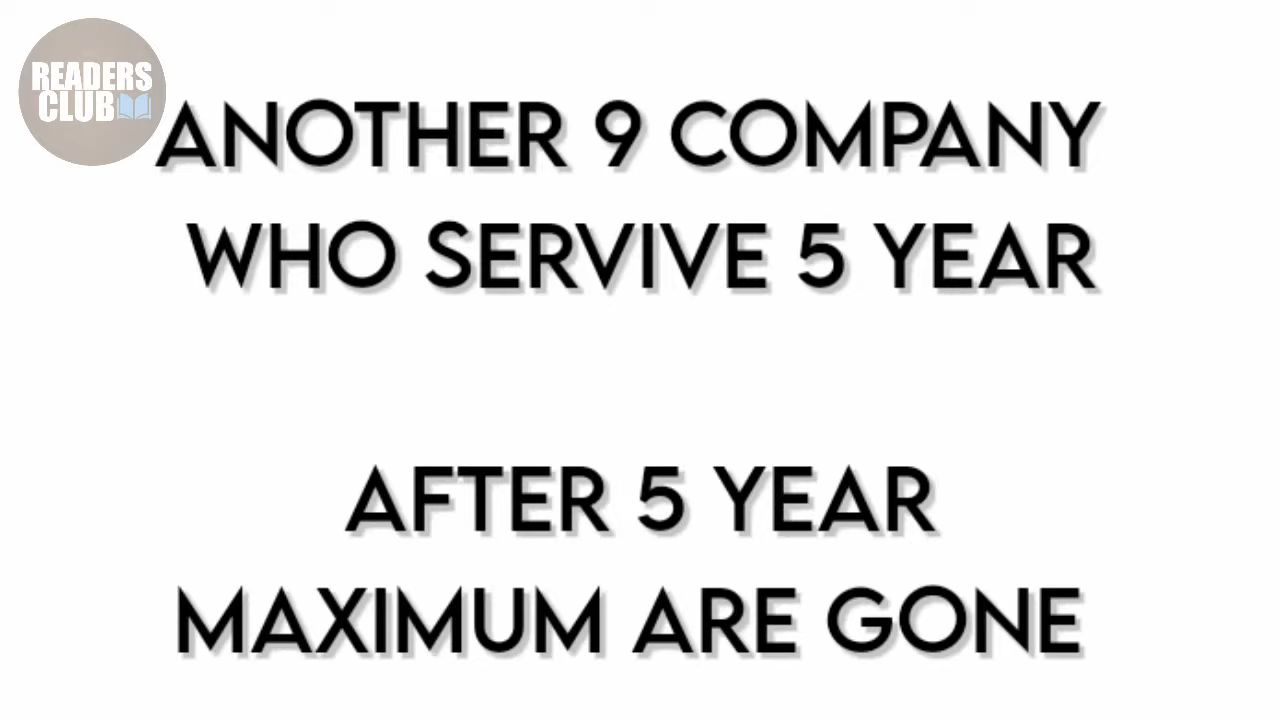 READERS
CLUB
ANOTHER 9 COMPANY
WHO SERVIVE 5 YEAR
AFTER 5 YEAR
MAXIMUM ARE GONE